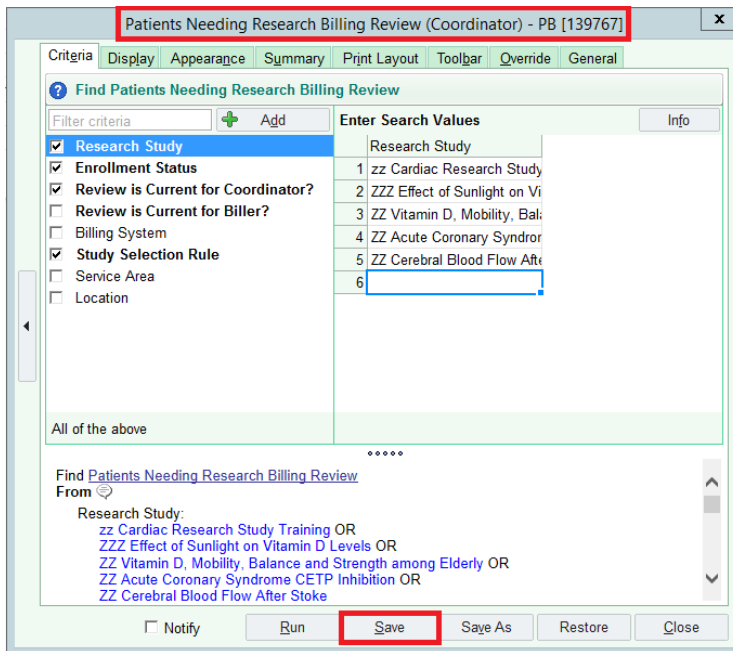 Patients Needing Research Billing Review (Coordinator) - PB [139767] x
Criteria Display Appearance Summary Print Layout Toolbar Override General
? Find Patients Needing Research Billing Review
Filter criteria Add Enter Search Values Info
Research Study
Enrollment Status
Review is Current for Coordinator?
Review is Current for Biller?
Billing System
Study Selection Rule
Service Area
Location
Research Study
1 zz Cardiac Research Study
2 ZZZ Effect of Sunlight on Vi
3 ZZ Vitamin D, Mobility, Bala
4 ZZ Acute Coronary Syndror
5 ZZ Cerebral Blood Flow Afte
6
All of the above
Find Patients Needing Research Billing Review
From
Research Study:
zz Cardiac Research Study Training OR
ZZZ Effect of Sunlight on Vitamin D Levels OR
ZZ Vitamin D, Mobility, Balance and Strength among Elderly OR
ZZ Acute Coronary Syndrome CETP Inhibition OR
ZZ Cerebral Blood Flow After Stoke
Notify Run Save Save As Restore Close